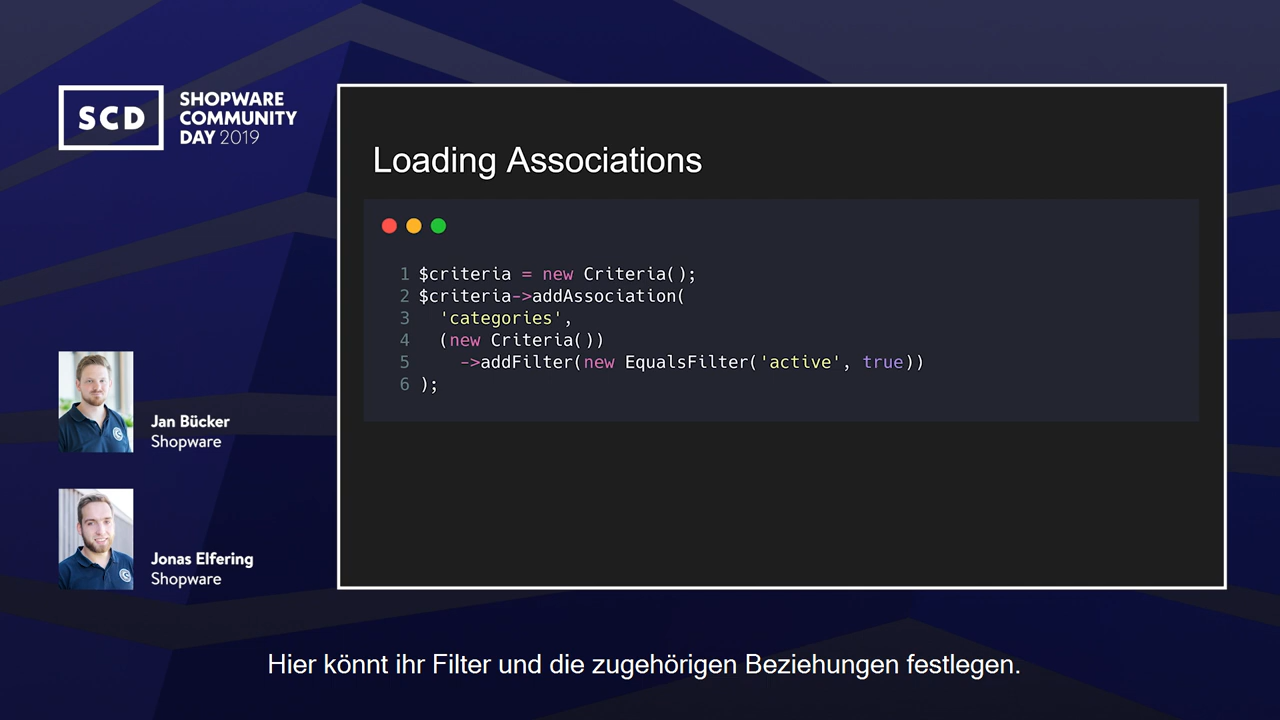 SCD
SHOPWARE
COMMUNITY
DAY 2019
Loading Associations
1 $criteria = new Criteria();
2 $criteria->addAssociation(
3   'categories',
4   (new Criteria())
5     ->addFilter(new EqualsFilter('active', true))
6 );
Jan Bücker
Shopware
Jonas Elfering
Shopware
Hier könnt ihr Filter und die zugehörigen Beziehungen festlegen.